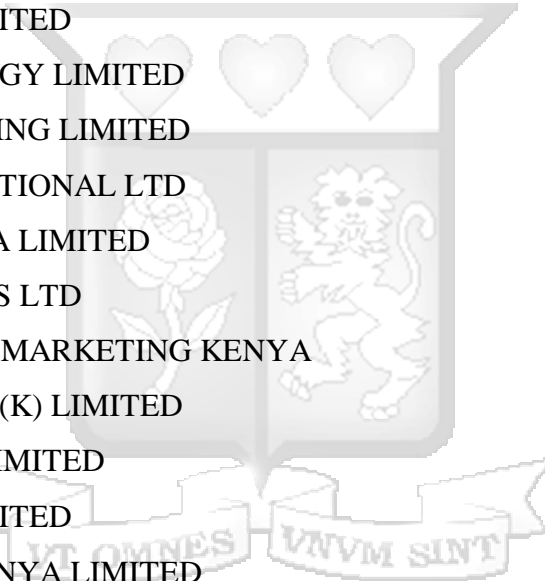 ITED
GY LIMITED
ING LIMITED
TIONAL LTD
A LIMITED
S LTD
MARKETING KENYA
(K) LIMITED
IMITED
ITED
VT OMNES VNVM SINT
NYA LIMITED